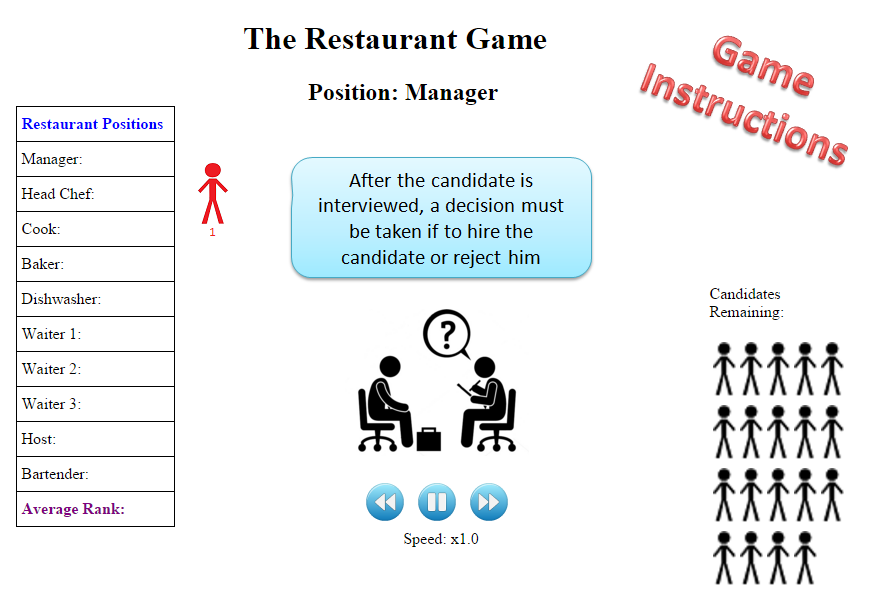 The Restaurant Game
Game
Instructions
Position: Manager
Restaurant Positions
Manager:
Head Chef:
Cook:
Baker:
Dishwasher:
Waiter 1:
Waiter 2:
Waiter 3:
Host:
Bartender:
Average Rank:
1
After the candidate is
interviewed, a decision must
be taken if to hire the
candidate or reject him
?
Speed: x1.0
Candidates
Remaining: